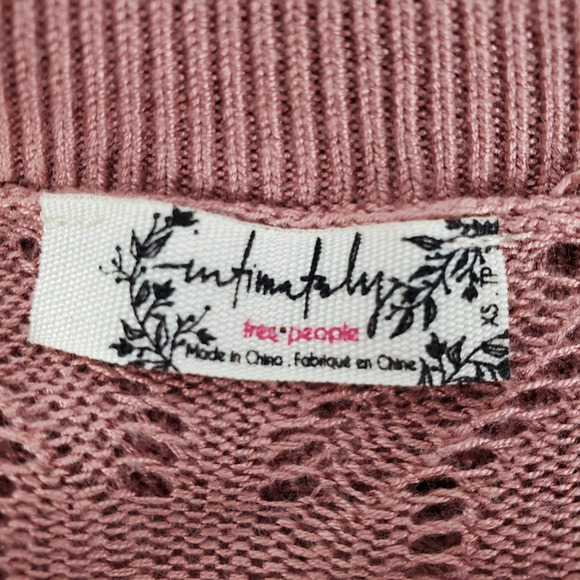 intimately
free·people
Made in China . Fabriqué en Chine
XS . TP